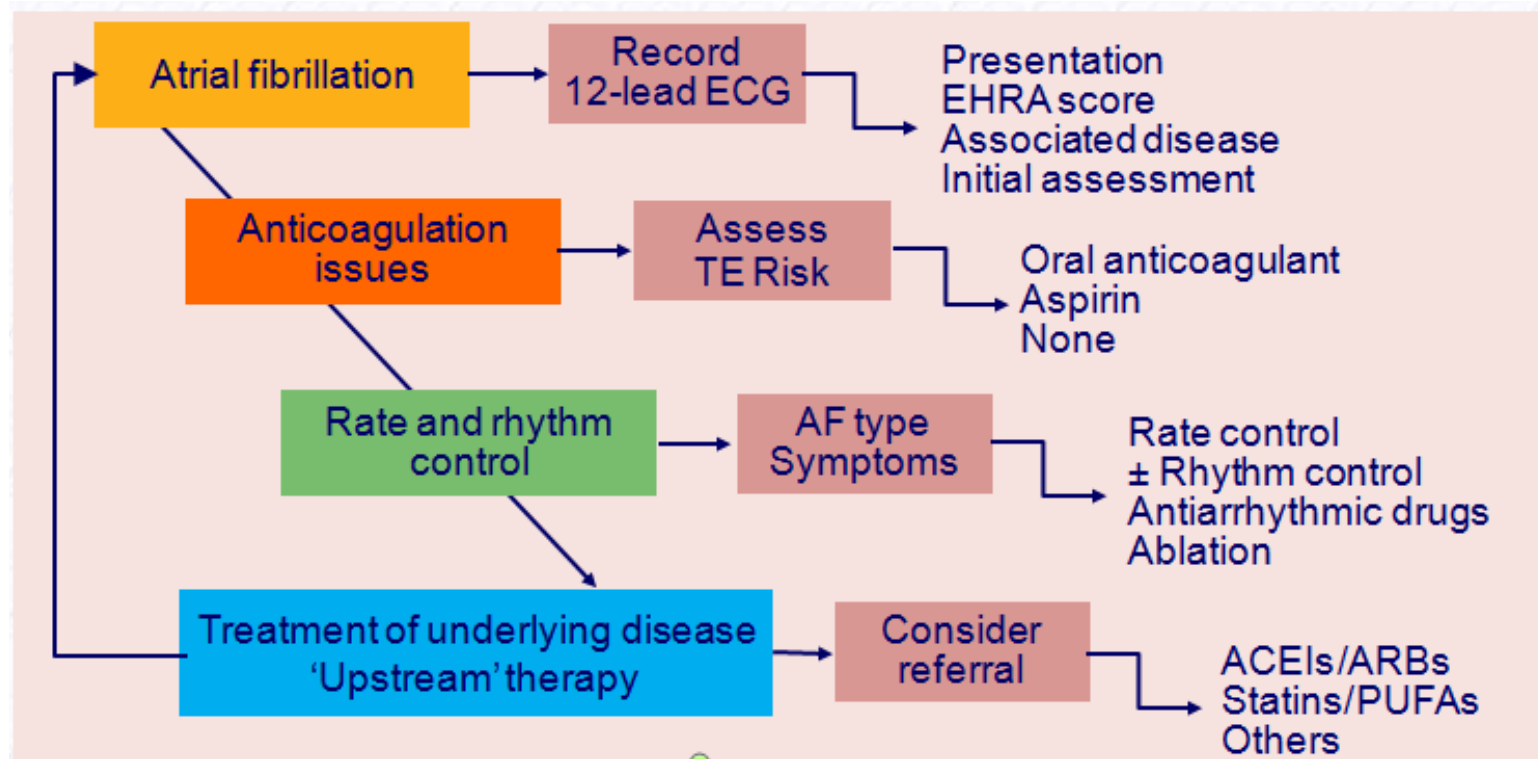 Atrial fibrillation
Record
12-lead ECG
Presentation
EHRA score
Associated disease
Initial assessment
Anticoagulation
issues
Assess
TE Risk
Oral anticoagulant
Aspirin
None
Rate and rhythm
control
AF type
Symptoms
Rate control
± Rhythm control
Antiarrhythmic drugs
Ablation
Treatment of underlying disease
‘Upstream’ therapy
Consider
referral
ACEIs/ARBs
Statins/PUFAs
Others